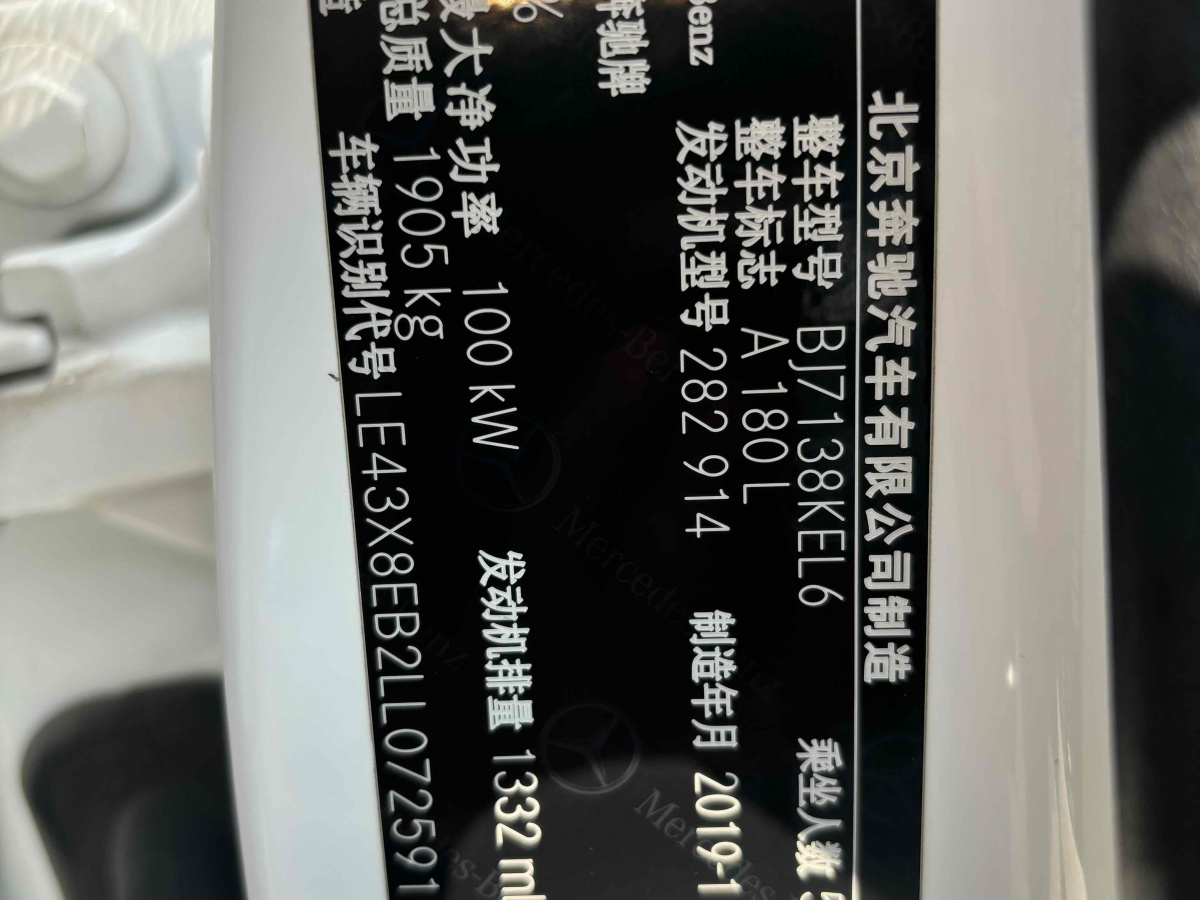 北京奔驰汽车有限公司制造
整车型号 BJ7138KEL6 乘坐人数
整车标志 A 180 L
Benz 发动机型号 282 914 制造年月 2019-1
奔驰牌
%
最大净功率 100 kW 发动机排量 1332 ml
总质量 1905 kg
造 车辆识别代号 LE43X8EB2LL072591